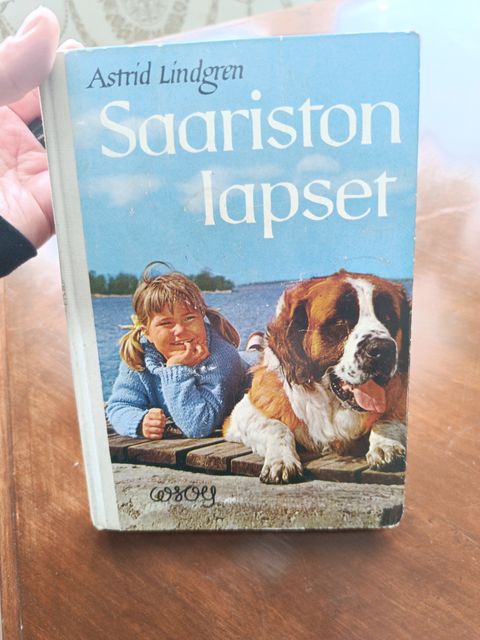 Astrid Lindgren
Saariston
lapset
WSOY